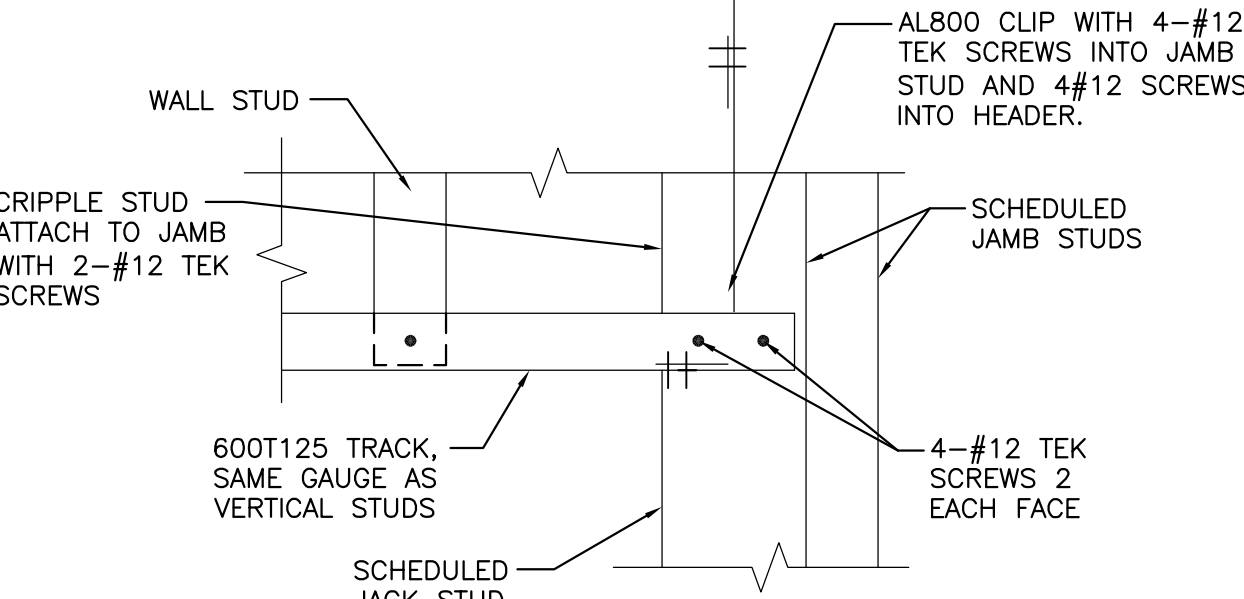 AL800 CLIP WITH 4-#12
TEK SCREWS INTO JAMB
STUD AND 4#12 SCREWS
INTO HEADER.
WALL STUD
CRIPPLE STUD
ATTACH TO JAMB
WITH 2-#12 TEK
SCREWS
SCHEDULED
JAMB STUDS
600T125 TRACK,
SAME GAUGE AS
VERTICAL STUDS
4-#12 TEK
SCREWS 2
EACH FACE
SCHEDULED
JACK STUD